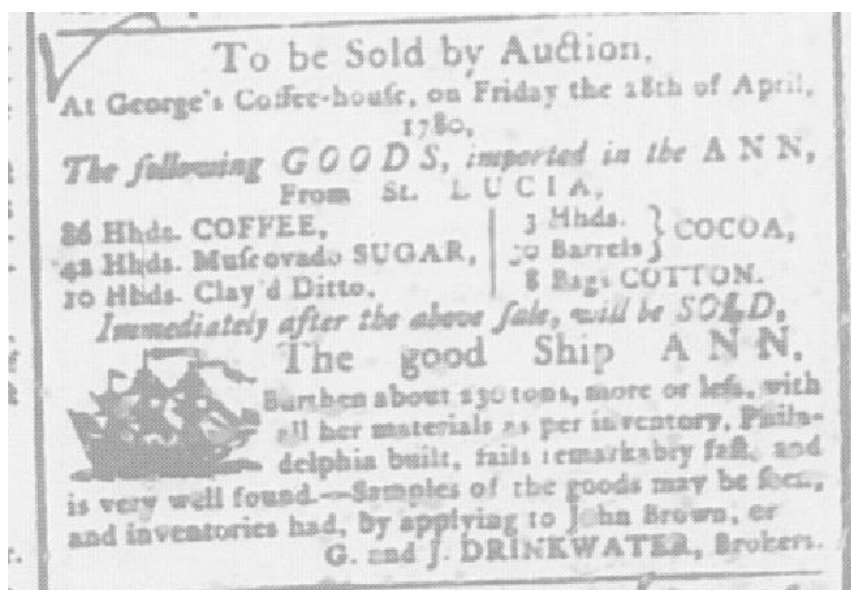 To be Sold by Auction,
At George's Coffee-houſe, on Friday the 28th of April,
1780,
The following GOODS, imported in the ANN,
From St. LUCIA,
86 Hhds. COFFEE,
42 Hhds. Muſcovado SUGAR,
10 Hhds. Clay'd Ditto.
3 Hhds. } COCOA,
30 Barrels }
8 Bags COTTON.
Immediately after the above ſale, will be SOLD,
The good Ship ANN,
Burthen about 230 tons, more or leſs, with
all her materials as per inventory, Phila-
delphia built, ſails remarkabry faſt, and
is very well found.—Samples of the goods may be ſeen,
and inventories had, by applying to John Brown, or
G. and J. DRINKWATER, Brokers.